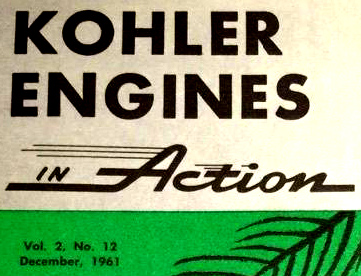 KOHLER
ENGINES
IN Action
Vol. 2, No. 12
December, 1961